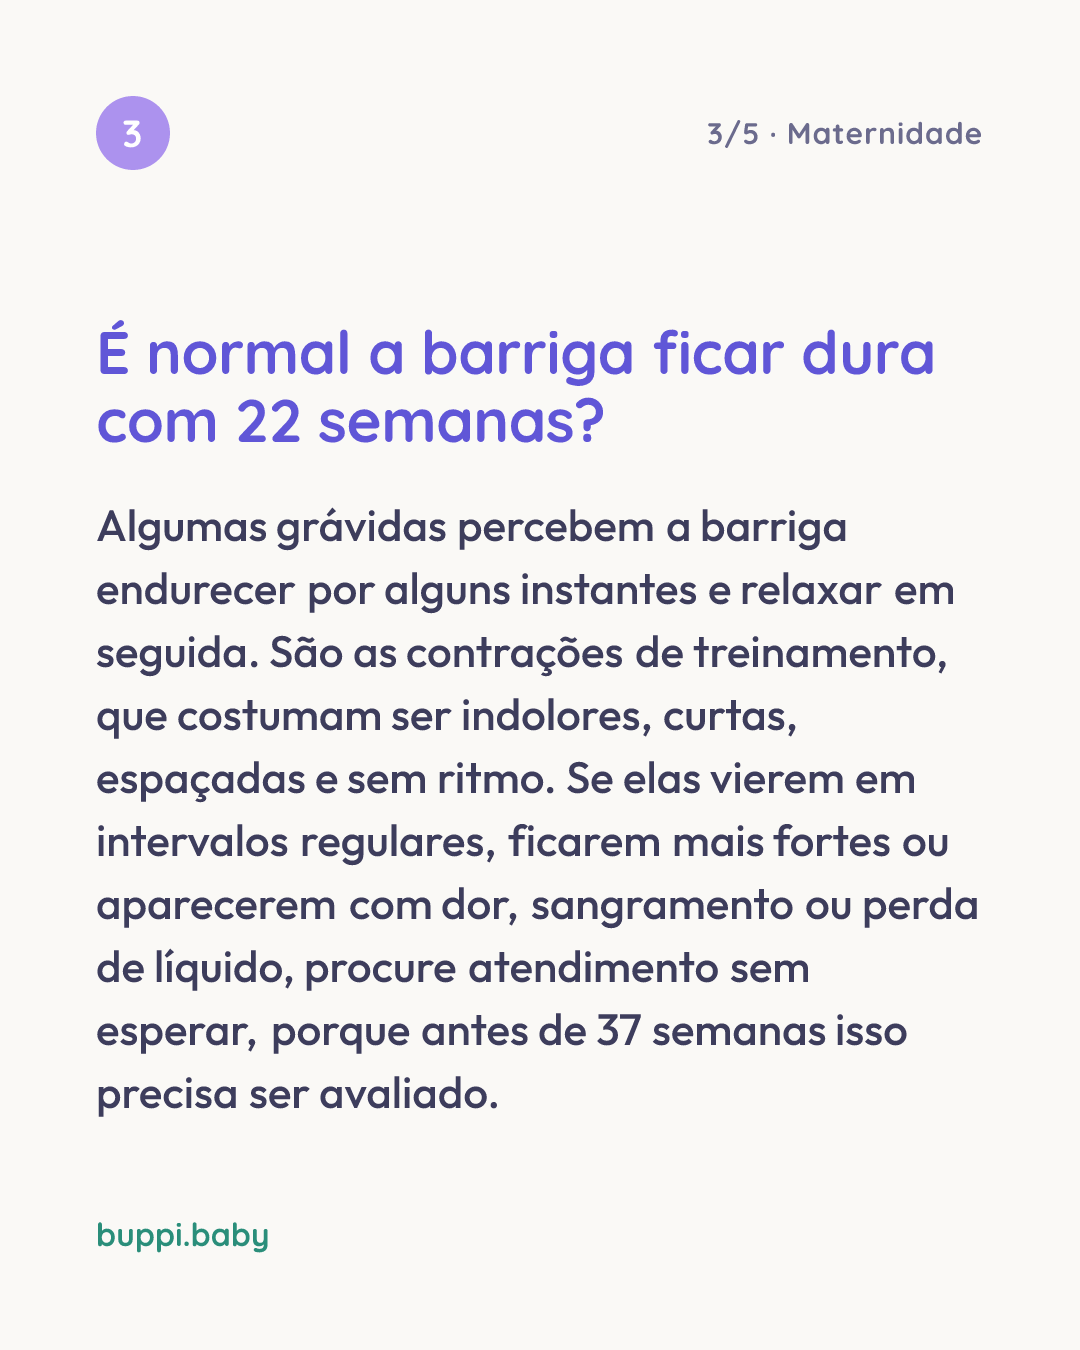 3
3/5 · Maternidade
É normal a barriga ficar dura
com 22 semanas?
Algumas grávidas percebem a barriga
endurecer por alguns instantes e relaxar em
seguida. São as contrações de treinamento,
que costumam ser indolores, curtas,
espaçadas e sem ritmo. Se elas vierem em
intervalos regulares, ficarem mais fortes ou
aparecerem com dor, sangramento ou perda
de líquido, procure atendimento sem
esperar, porque antes de 37 semanas isso
precisa ser avaliado.
buppi.baby